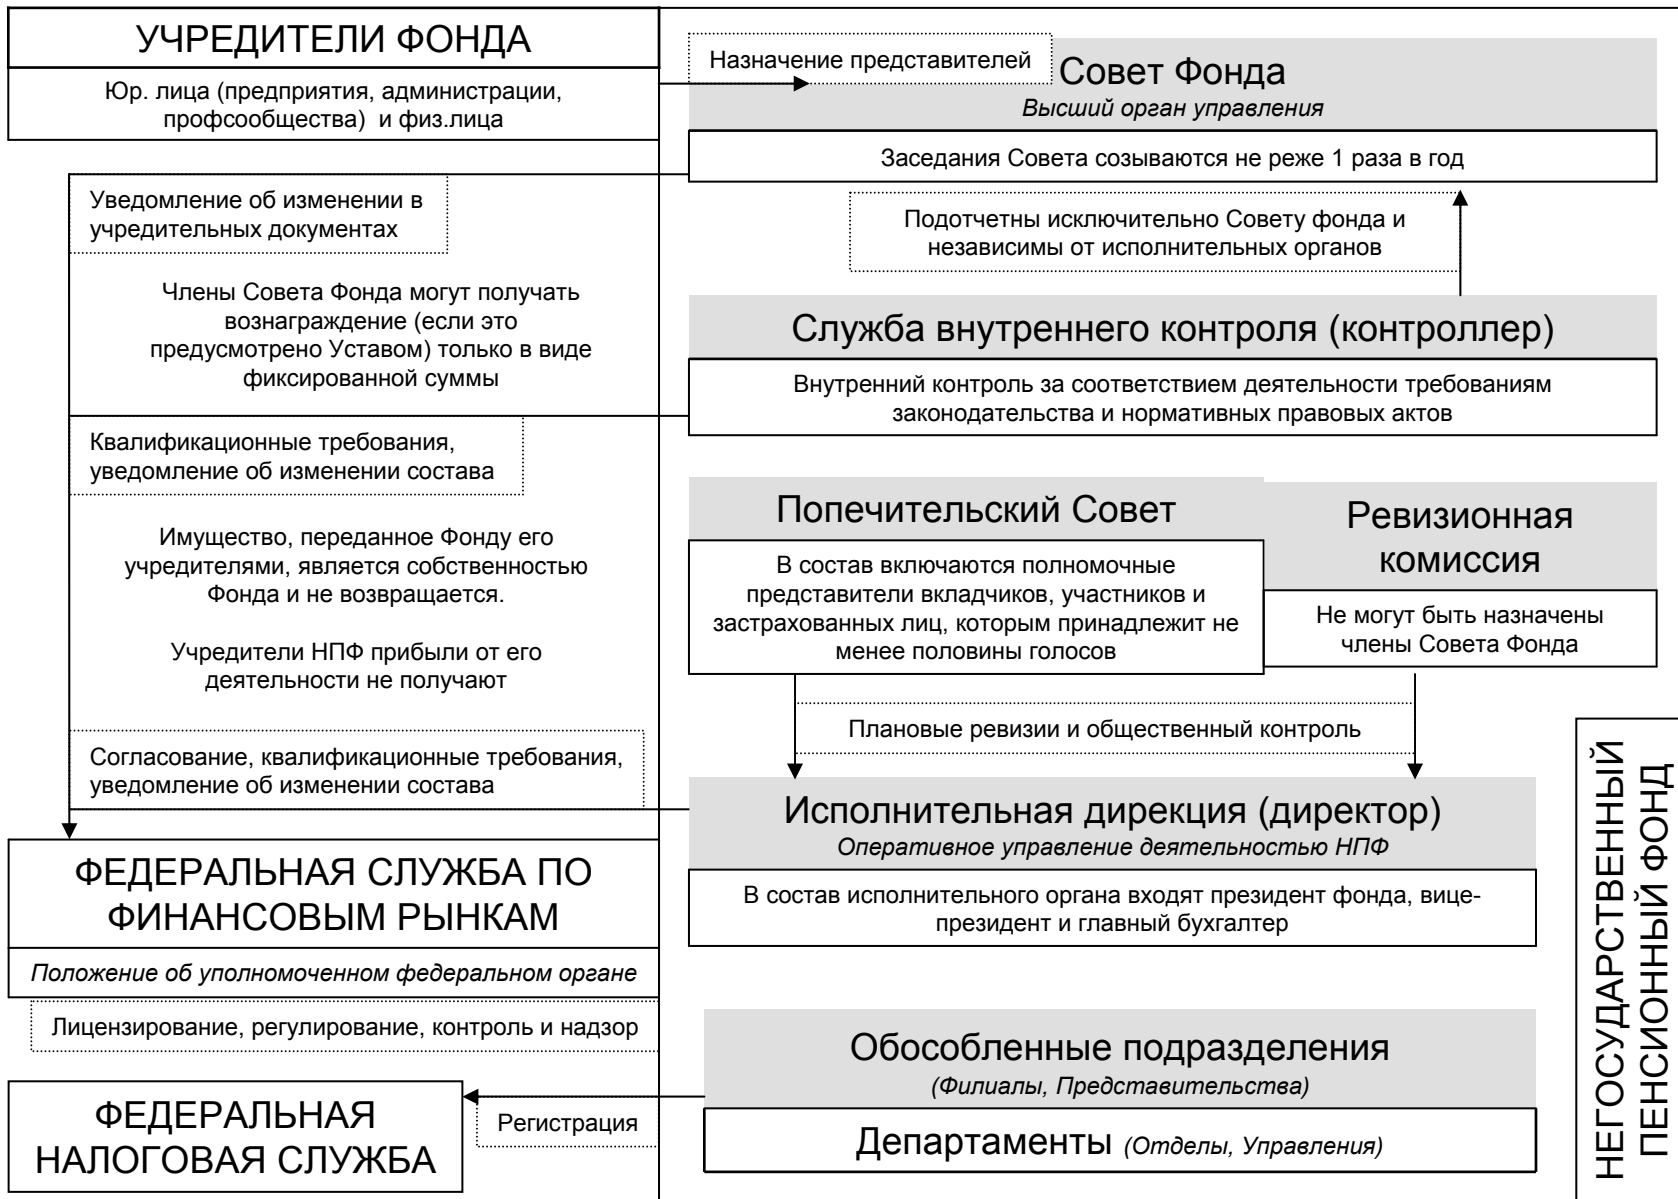 УЧРЕДИТЕЛИ ФОНДА
Юр. лица (предприятия, администрации,
профсообщества) и физ.лица
Назначение представителей
Совет Фонда
Высший орган управления
Заседания Совета созываются не реже 1 раза в год
Уведомление об изменении в
учредительных документах
Подотчетны исключительно Совету фонда и
независимы от исполнительных органов
Члены Совета Фонда могут получать
вознаграждение (если это
предусмотрено Уставом) только в виде
фиксированной суммы
Служба внутреннего контроля (контроллер)
Внутренний контроль за соответствием деятельности требованиям
законодательства и нормативных правовых актов
Квалификационные требования,
уведомление об изменении состава
Имущество, переданное Фонду его
учредителями, является собственностью
Фонда и не возвращается.
Учредители НПФ прибыли от его
деятельности не получают
Попечительский Совет
В состав включаются полномочные
представители вкладчиков, участников и
застрахованных лиц, которым принадлежит не
менее половины голосов
Ревизионная
комиссия
Не могут быть назначены
члены Совета Фонда
Плановые ревизии и общественный контроль
Согласование, квалификационные требования,
уведомление об изменении состава
Исполнительная дирекция (директор)
Оперативное управление деятельностью НПФ
В состав исполнительного органа входят президент фонда, вице-
президент и главный бухгалтер
ФЕДЕРАЛЬНАЯ СЛУЖБА ПО
ФИНАНСОВЫМ РЫНКАМ
Положение об уполномоченном федеральном органе
Лицензирование, регулирование, контроль и надзор
Обособленные подразделения
(Филиалы, Представительства)
Департаменты (Отделы, Управления)
Регистрация
ФЕДЕРАЛЬНАЯ
НАЛОГОВАЯ СЛУЖБА
НЕГОСУДАРСТВЕННЫЙ
ПЕНСИОННЫЙ ФОНД